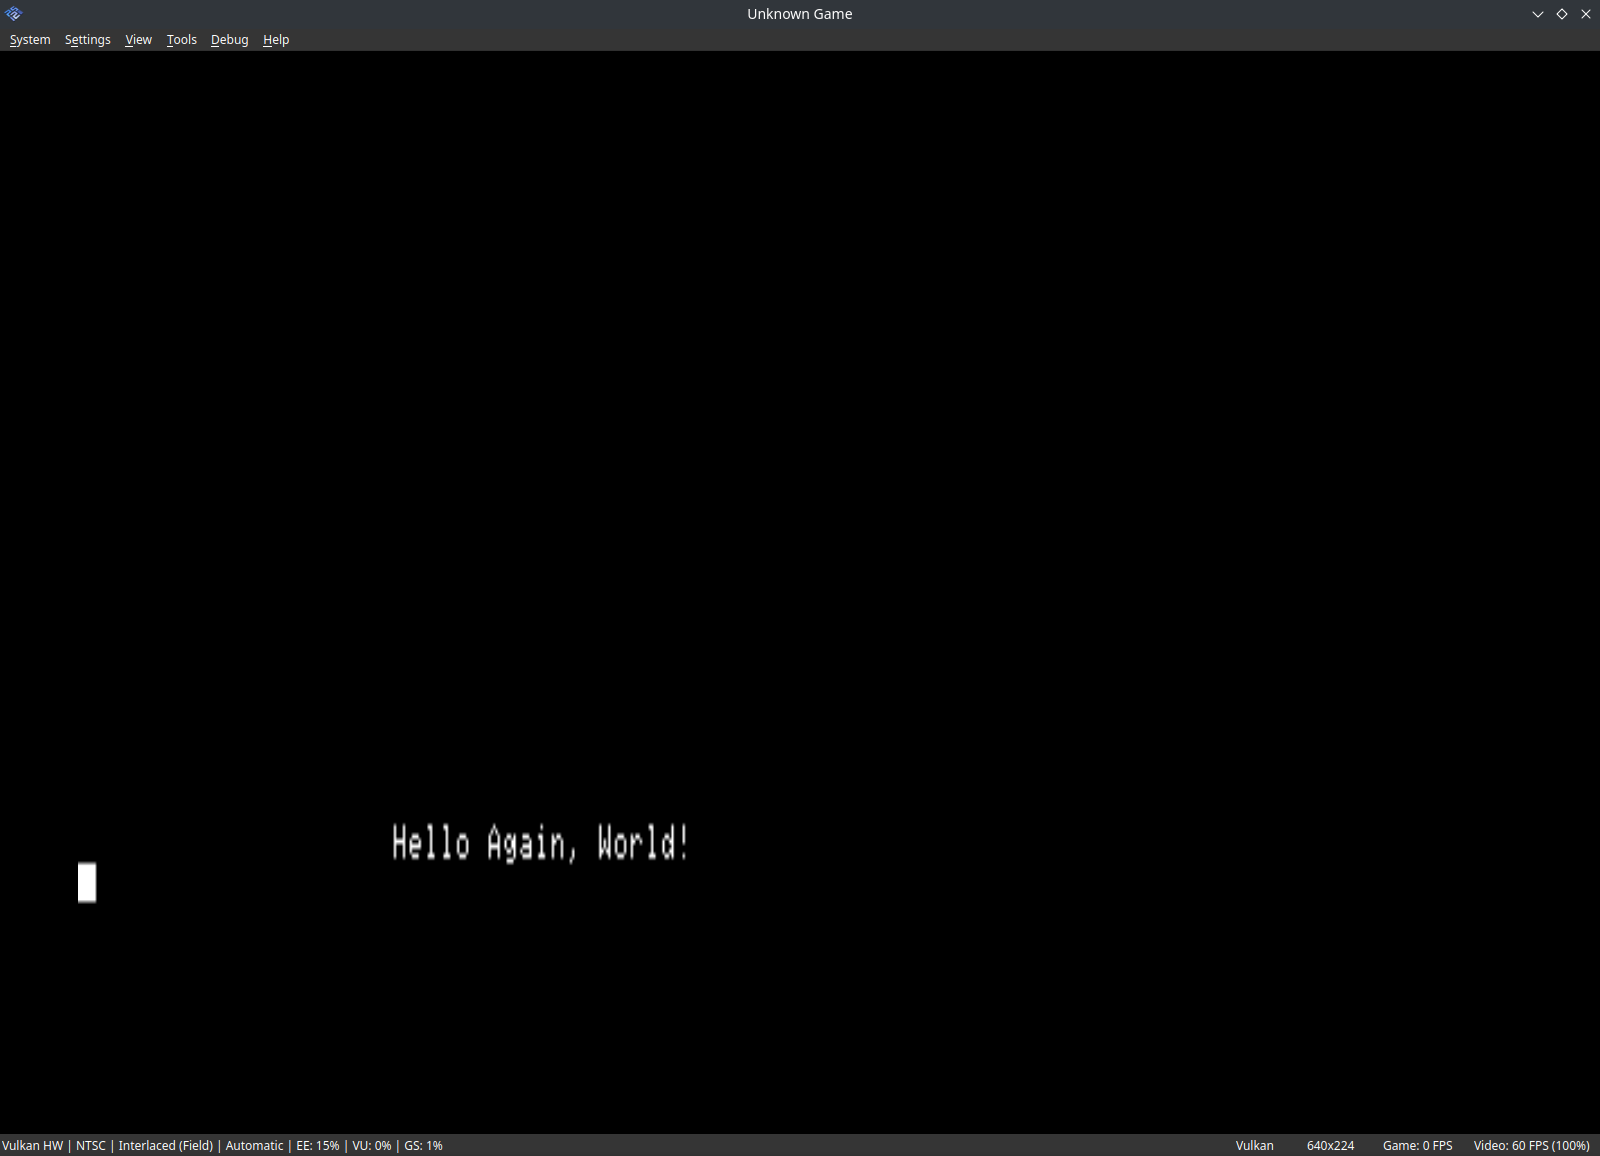 Unknown Game
System Settings View Tools Debug Help
Hello Again, World!
Vulkan HW | NTSC | Interlaced (Field) | Automatic | EE: 15% | VU: 0% | GS: 1% Vulkan 640x224 Game: 0 FPS Video: 60 FPS (100%)